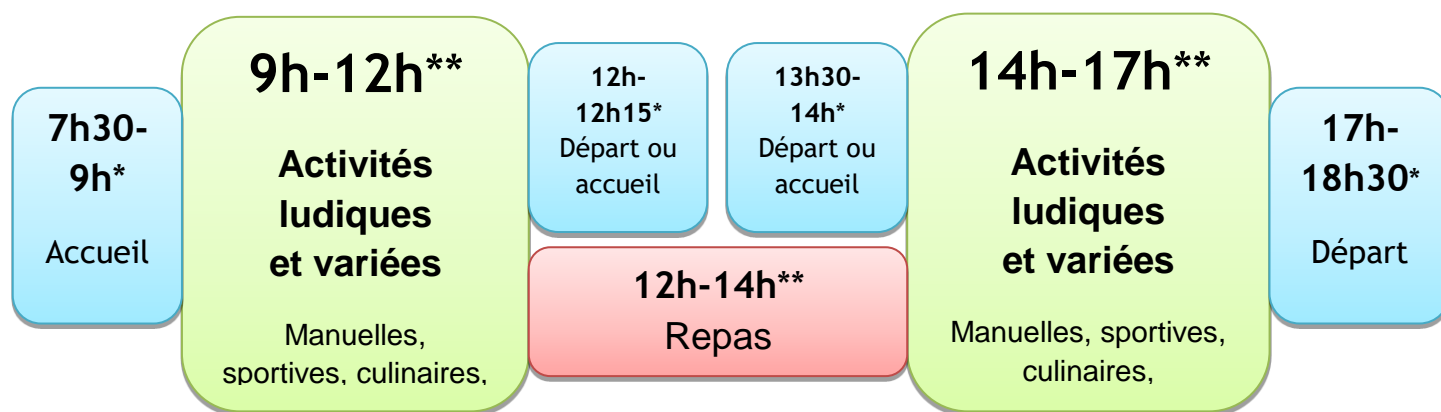 7h30-
9h*
Accueil
9h-12h**
Activités
ludiques
et variées
Manuelles,
sportives, culinaires,
12h-
12h15*
Départ ou
accueil
13h30-
14h*
Départ ou
accueil
12h-14h**
Repas
14h-17h**
Activités
ludiques
et variées
Manuelles, sportives,
culinaires,
17h-
18h30*
Départ